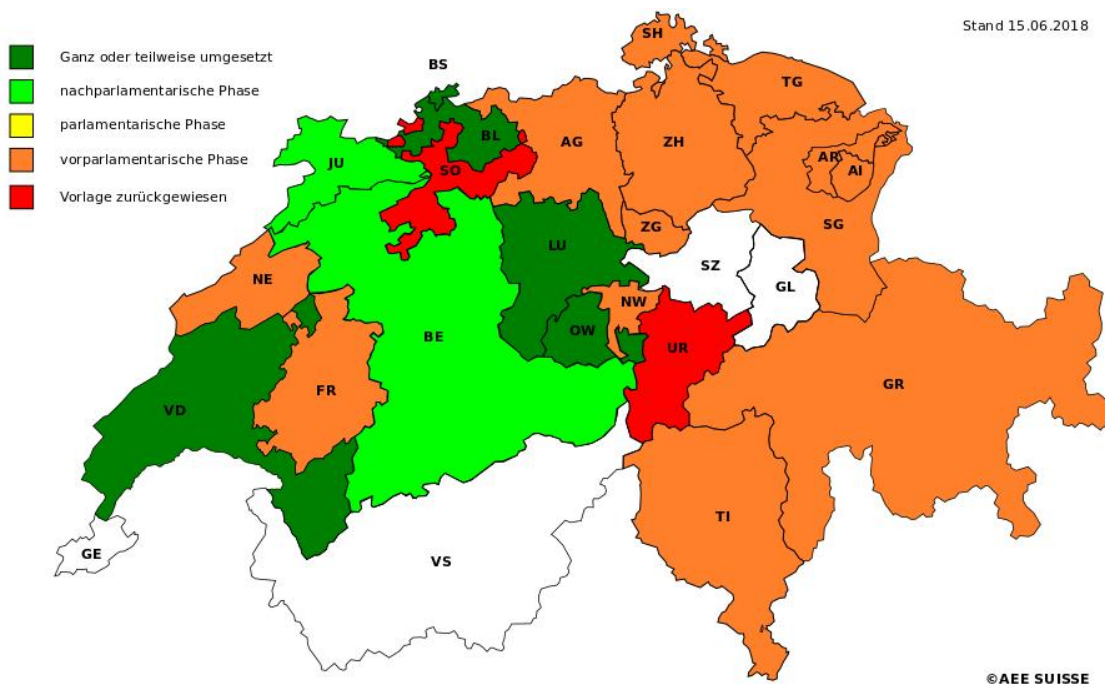 Stand 15.06.2018
Ganz oder teilweise umgesetzt
nachparlamentarische Phase
parlamentarische Phase
vorparlamentarische Phase
Vorlage zurückgewiesen
SH
BS
TG
BL
AG
ZH
JU
SO
AR
AI
ZG
SG
LU
SZ
NE
GL
NW
OW
BE
UR
FR
GR
VD
TI
GE
VS
©AEE SUISSE